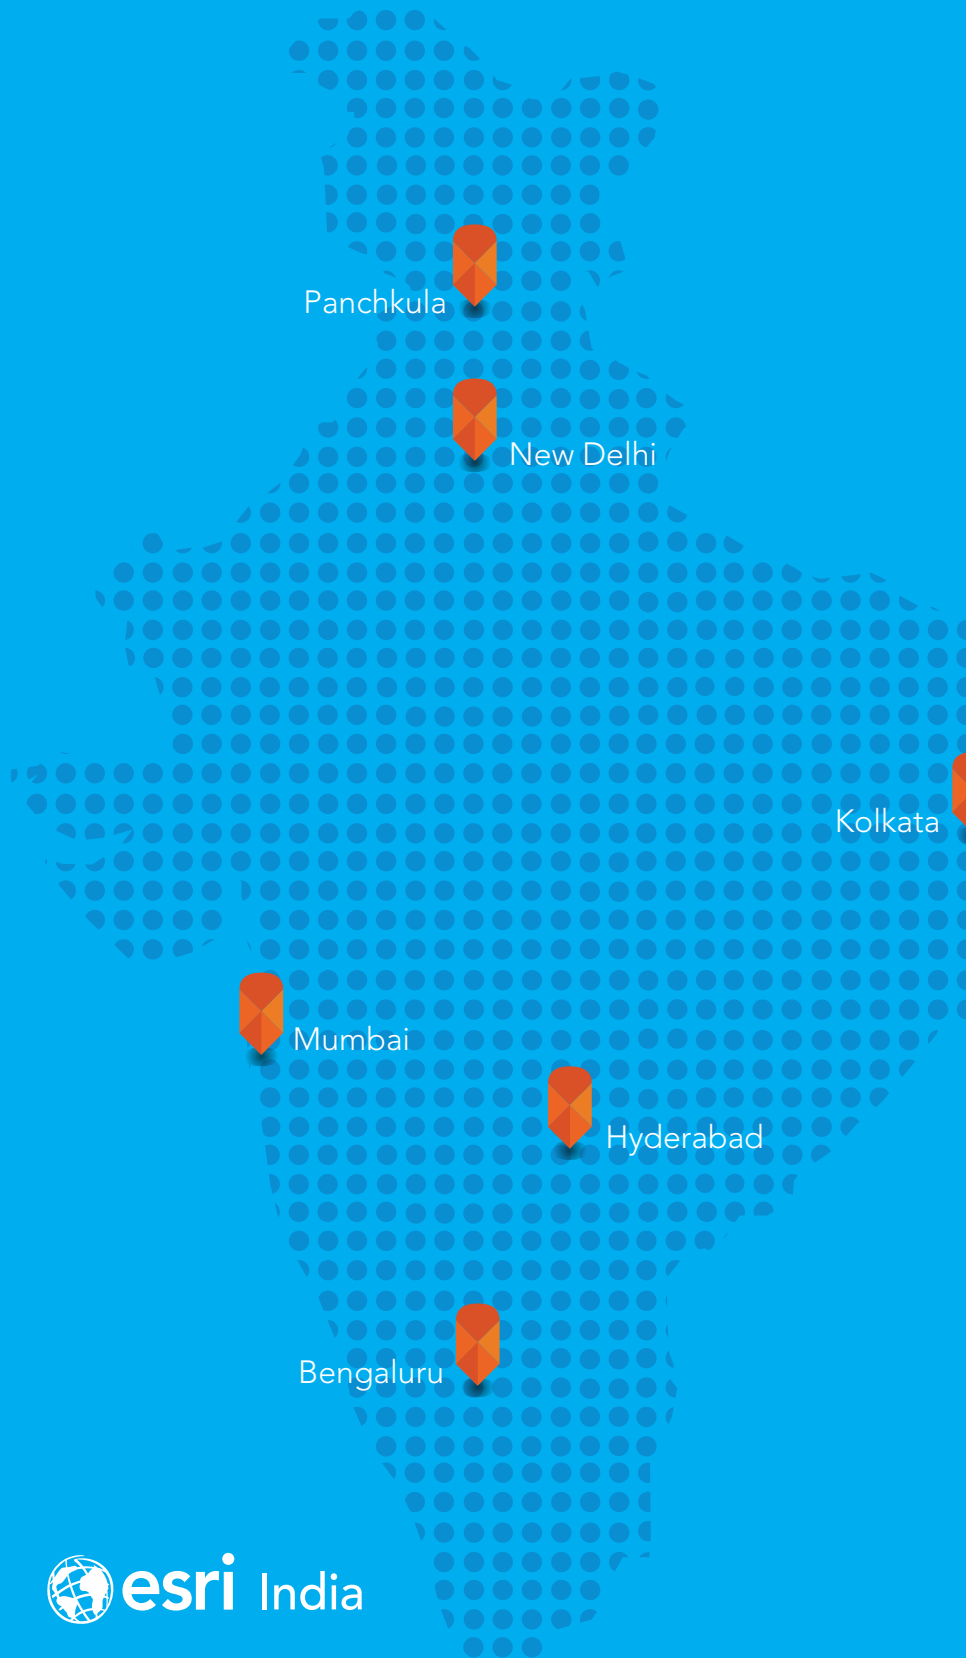 Panchkula
New Delhi
Kolkata
Mumbai
Hyderabad
Bengaluru
esri India